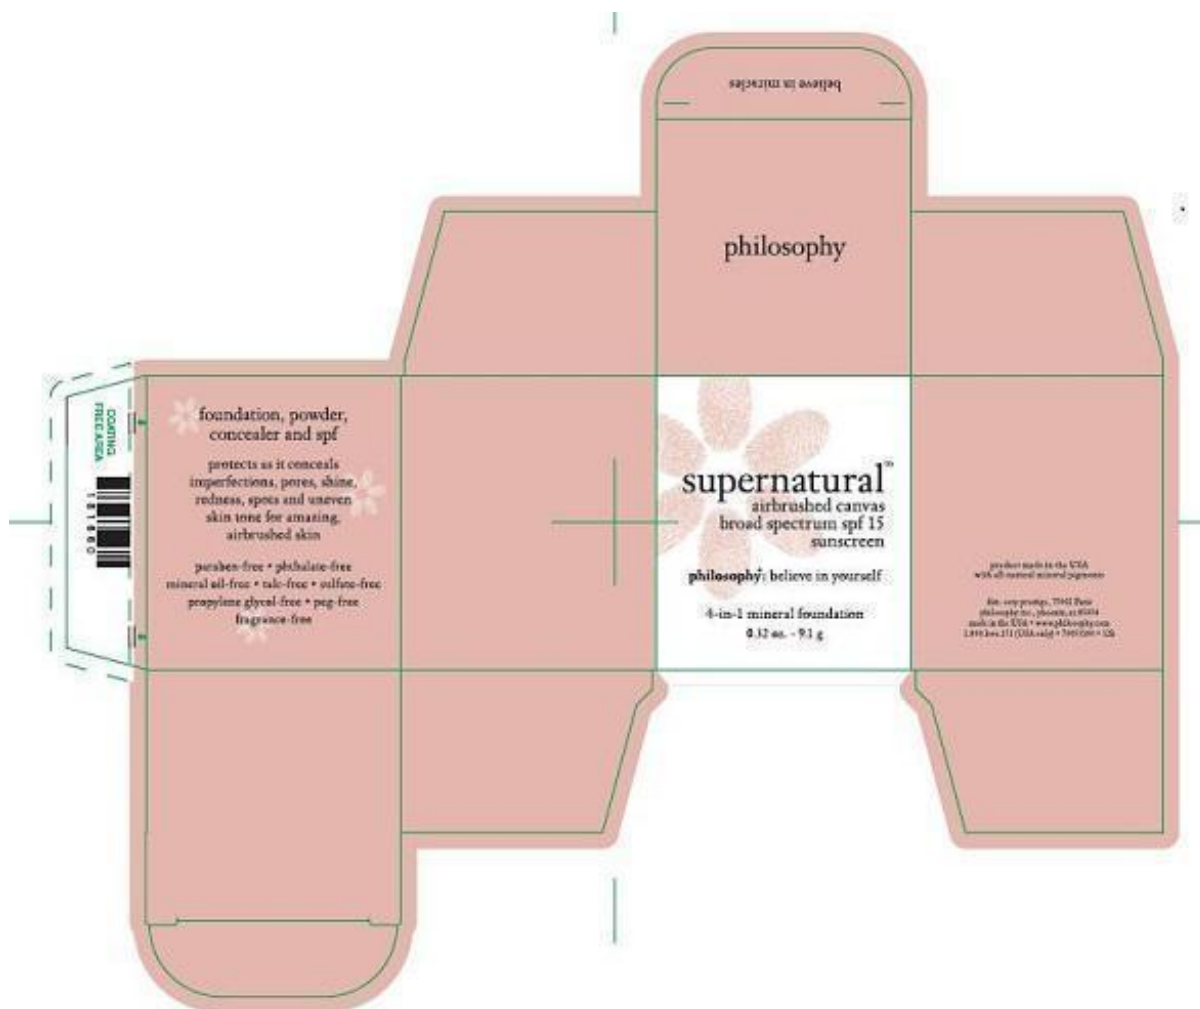 believe in miracles
philosophy
COATING
FREE AREA
181860
foundation, powder,
concealer and spf
protects as it conceals
imperfections, pores, shine,
redness, spots and uneven
skin tone for amazing,
airbrushed skin
paraben-free • phthalate-free
mineral oil-free • talc-free • sulfate-free
propylene glycol-free • peg-free
fragrance-free
supernatural™
airbrushed canvas
broad spectrum spf 15
sunscreen
philosophy: believe in yourself
4-in-1 mineral foundation
0.32 oz. - 9.1 g
product made in the USA
with all-natural mineral pigments
philosophy inc., phoenix, az
made in the USA • www.philosophy.com
(USA only)